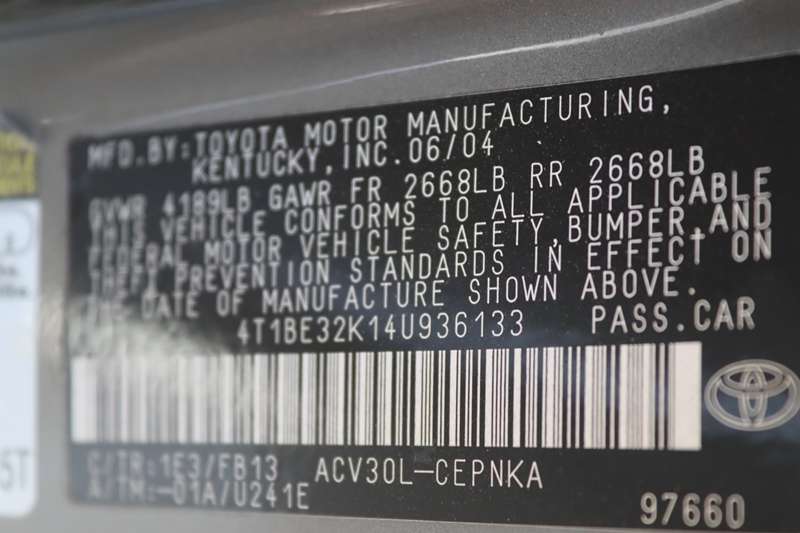 MFD.BY:TOYOTA MOTOR MANUFACTURING,
KENTUCKY,INC.06/04
GVWR 4189LB GAWR FR 2668LB RR 2668LB
THIS VEHICLE CONFORMS TO ALL APPLICABLE
FEDERAL MOTOR VEHICLE SAFETY,BUMPER,AND
THEFT PREVENTION STANDARDS IN EFFECT ON
THE DATE OF MANUFACTURE SHOWN ABOVE.
4T1BE32K14U936133 PASS.CAR
C/TR:1E3/FB13 ACV30L-CEPNKA
A/TM:-01A/U241E
97660
5T